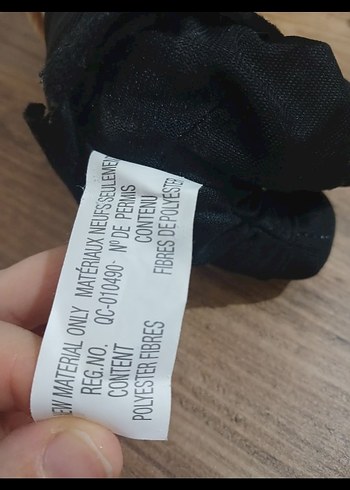 EW MATERIAL ONLY MATÉRIAUX NEUFS SEULEMEN
REG.NO. QC-010490- Nº DE PERMIS
CONTENT CONTENU
POLYESTER FIBRES FIBRES DE POLYESTER